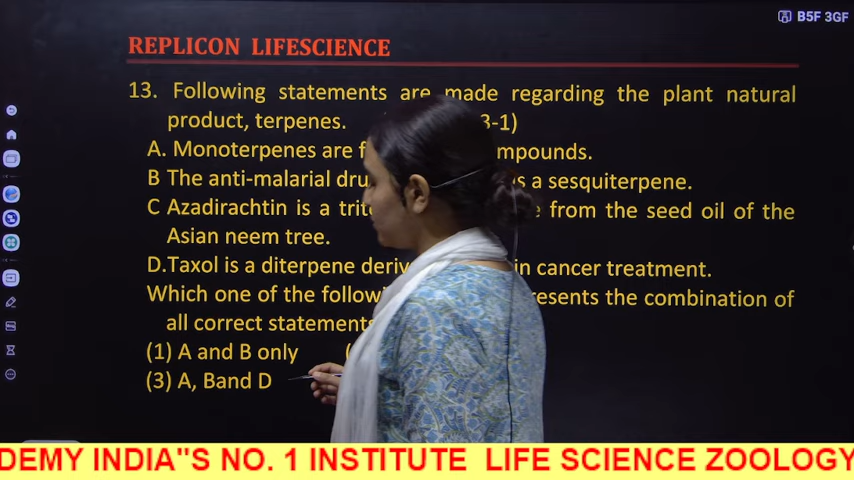 B5F 3GF
REPLICON LIFESCIENCE
13. Following statements are made regarding the plant natural
product, terpenes. 3-1)
A. Monoterpenes are mpounds.
B The anti-malarial dru s a sesquiterpene.
C Azadirachtin is a trit e from the seed oil of the
Asian neem tree.
D.Taxol is a diterpene deriv in cancer treatment.
Which one of the followi presents the combination of
all correct statements
(1) A and B only (
(3) A, Band D
DEMY INDIA"S NO. 1 INSTITUTE LIFE SCIENCE ZOOLOGY